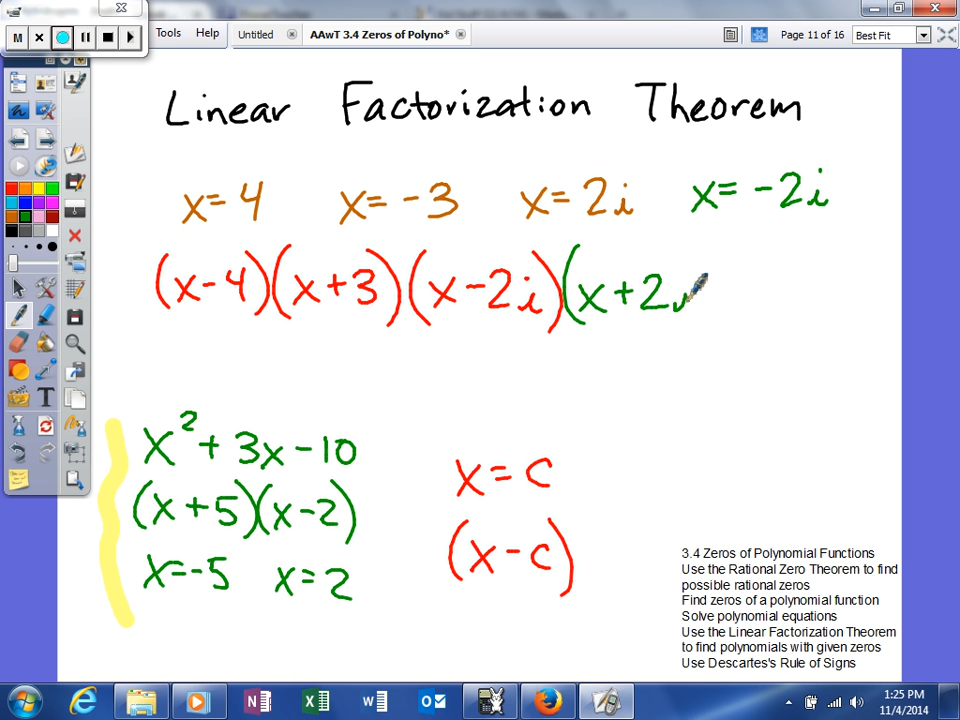 M
Tools Help Untitled AAwT 3.4 Zeros of Polyno* Page 11 of 16 Best Fit
Linear Factorization Theorem
x=4 x=-3 x=2i x=-2i
(x-4)(x+3)(x-2i)(x+2i
x²+3x-10
(x+5)(x-2)
x=-5 x=2
x=c
(x-c)
3.4 Zeros of Polynomial Functions
Use the Rational Zero Theorem to find
possible rational zeros
Find zeros of a polynomial function
Solve polynomial equations
Use the Linear Factorization Theorem
to find polynomials with given zeros
Use Descartes's Rule of Signs
1:25 PM
11/4/2014